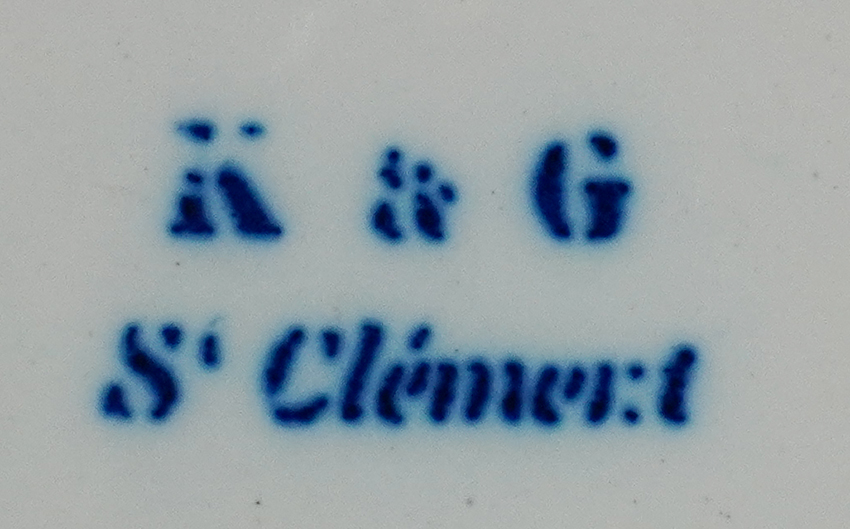 K & G
St Clément